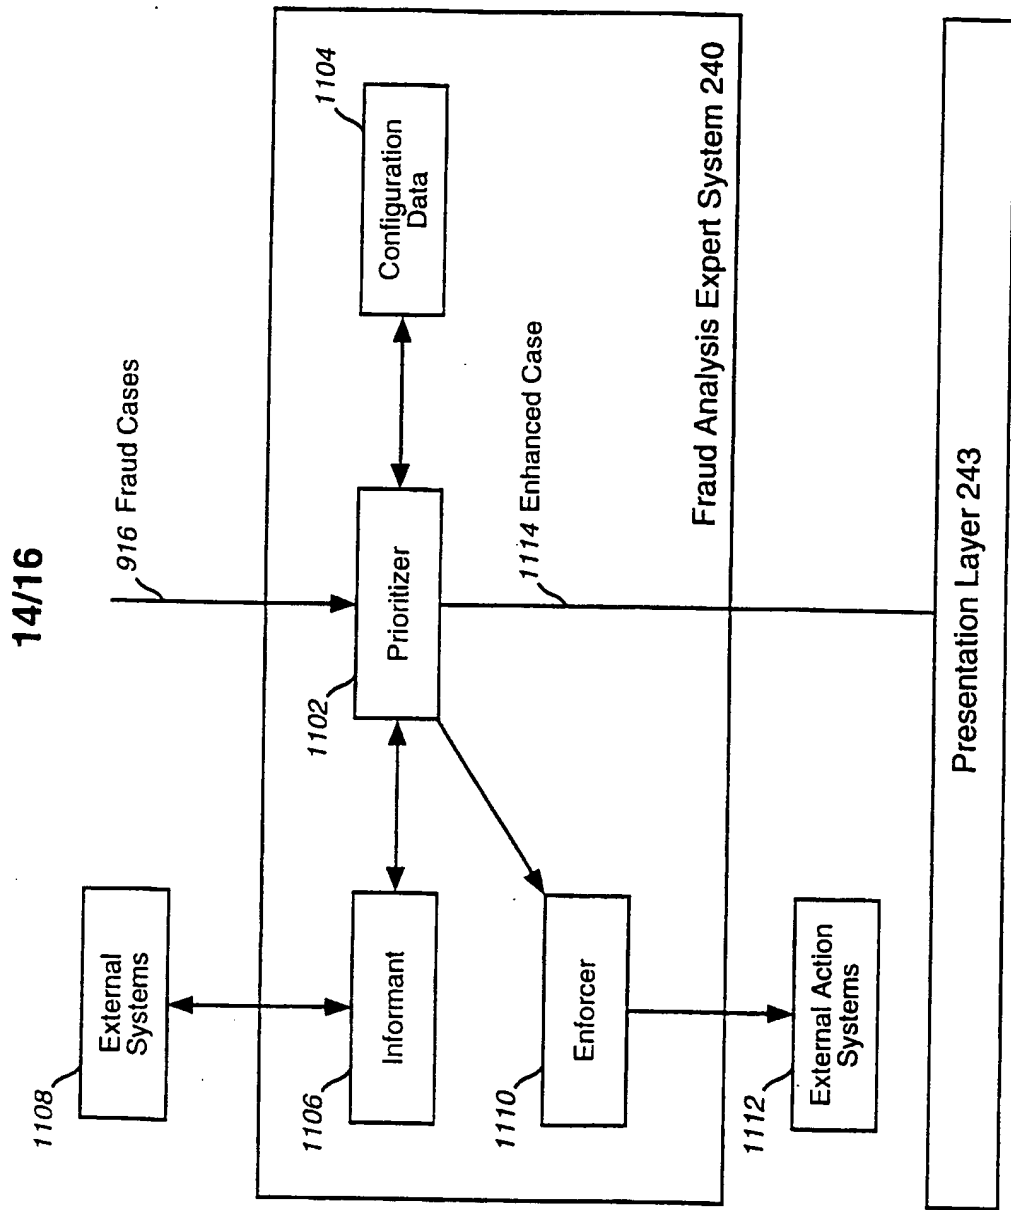 14/16
916 Fraud Cases
1108
External
Systems
1102
1104
1106
Informant
Prioritizer
Configuration
Data
1110
Enforcer
1114 Enhanced Case
Fraud Analysis Expert System 240
1112
External Action
Systems
Presentation Layer 243